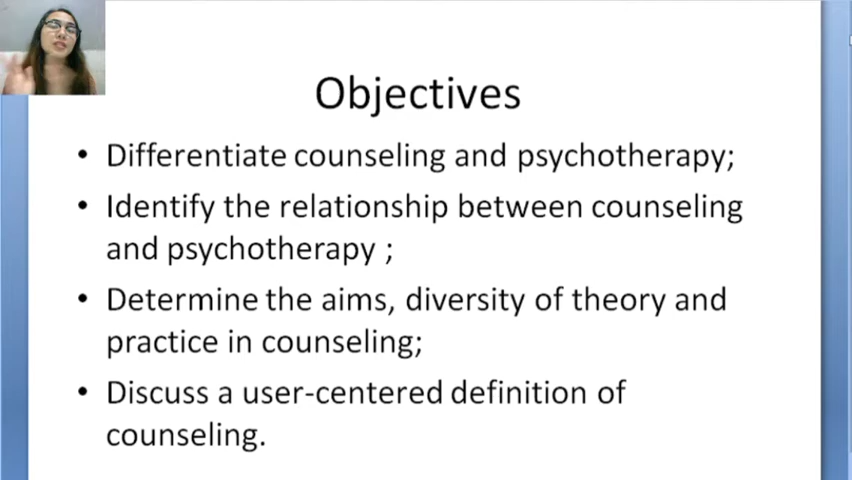 Objectives
• Differentiate counseling and psychotherapy;
• Identify the relationship between counseling
and psychotherapy ;
• Determine the aims, diversity of theory and
practice in counseling;
• Discuss a user-centered definition of
counseling.